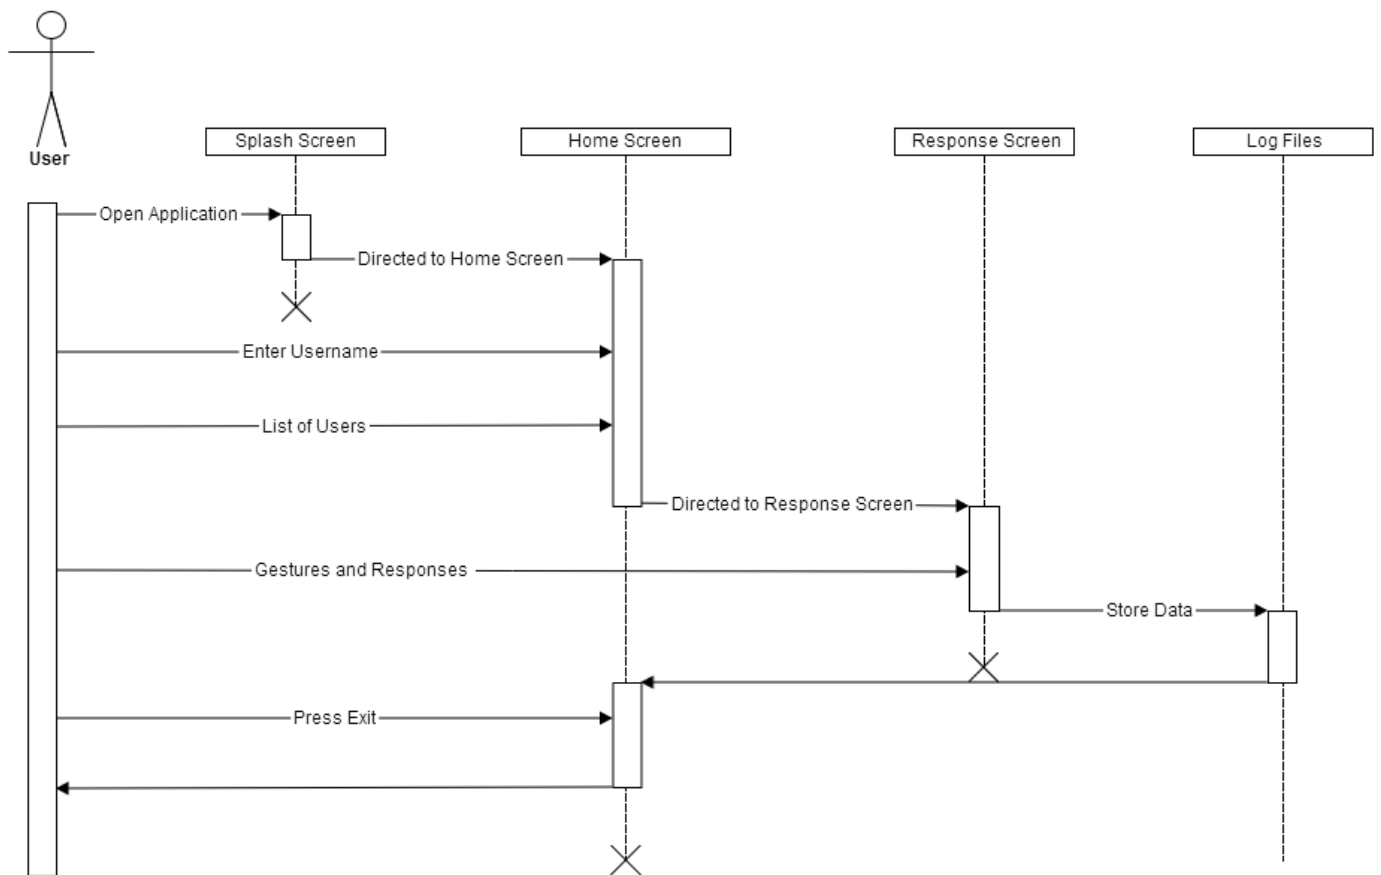 User
Splash Screen
Home Screen
Response Screen
Log Files
Open Application
Directed to Home Screen
Enter Username
List of Users
Directed to Response Screen
Gestures and Responses
Store Data
Press Exit